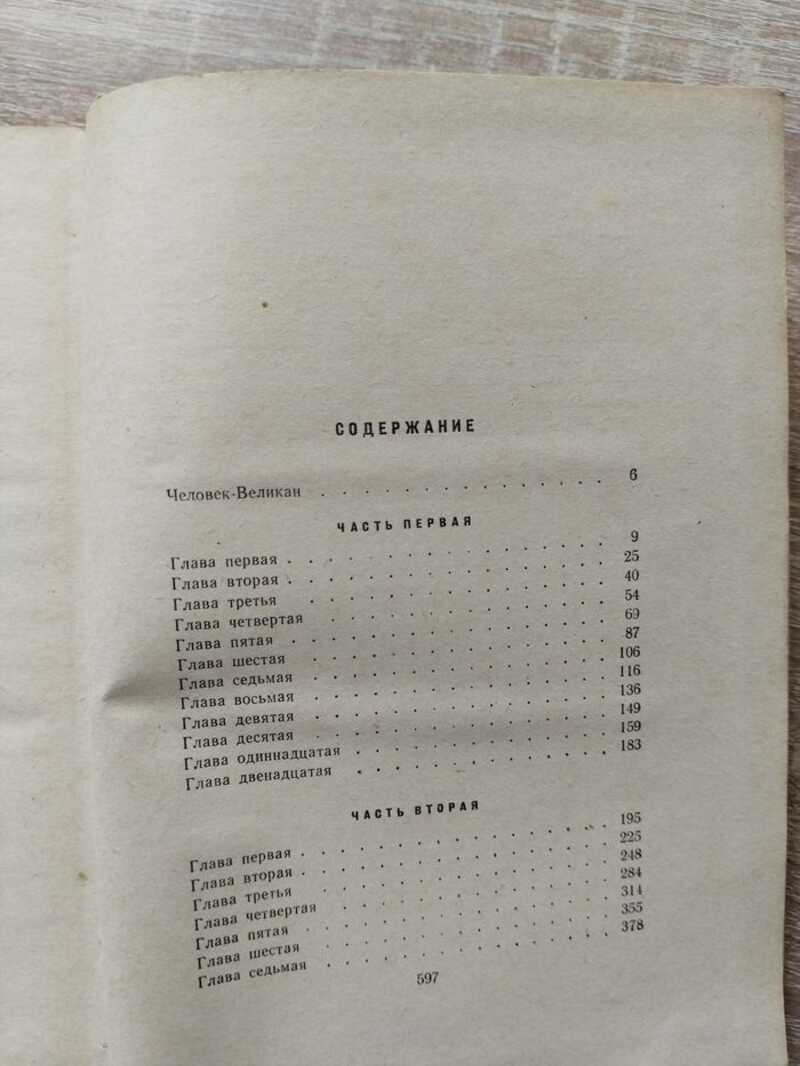 СОДЕРЖАНИЕ
Человек-Великан . . . . . . . . . . . . . . . 6
ЧАСТЬ ПЕРВАЯ
Глава первая . . . . . . . . . . . . . . . . 9
Глава вторая . . . . . . . . . . . . . . . . 25
Глава третья . . . . . . . . . . . . . . . 40
Глава четвертая . . . . . . . . . . . . . . 54
Глава пятая . . . . . . . . . . . . . . . . 69
Глава шестая . . . . . . . . . . . . . . . 87
Глава седьмая . . . . . . . . . . . . . . . 106
Глава восьмая . . . . . . . . . . . . . . . 116
Глава девятая . . . . . . . . . . . . . . . 136
Глава десятая . . . . . . . . . . . . . . . 149
Глава одиннадцатая . . . . . . . . . . . . . 159
Глава двенадцатая . . . . . . . . . . . . . 183
ЧАСТЬ ВТОРАЯ
Глава первая . . . . . . . . . . . . . . . . 195
Глава вторая . . . . . . . . . . . . . . . . 225
Глава третья . . . . . . . . . . . . . . . 248
Глава четвертая . . . . . . . . . . . . . . 284
Глава пятая . . . . . . . . . . . . . . . . 314
Глава шестая . . . . . . . . . . . . . . . 355
Глава седьмая . . . . . . . . . . . . . . . 378
597